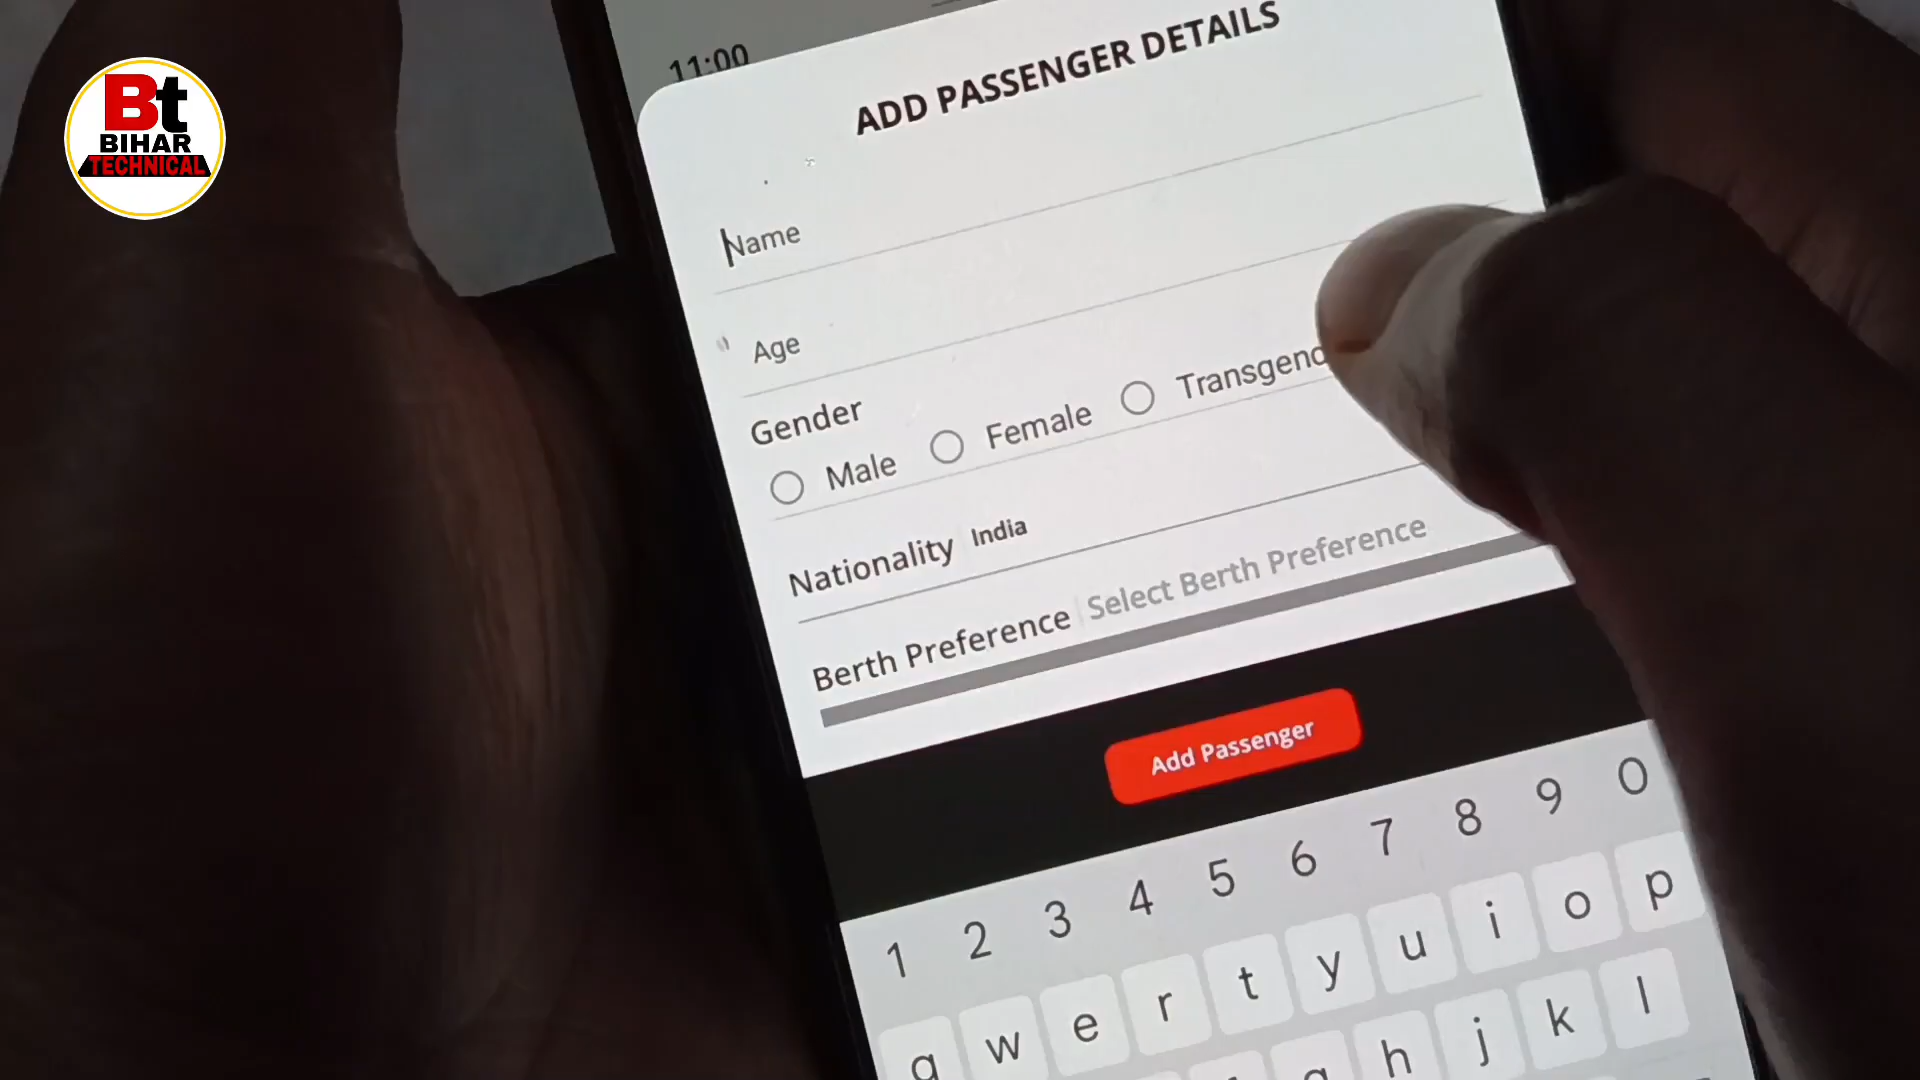 Bt
BIHAR
TECHNICAL
11:00
ADD PASSENGER DETAILS
Name
Age
Gender
Male Female Transgend
Nationality India
Berth Preference Select Berth Preference
Add Passenger
1 2 3 4 5 6 7 8 9 0
q w e r t y u i o p
g h j k l